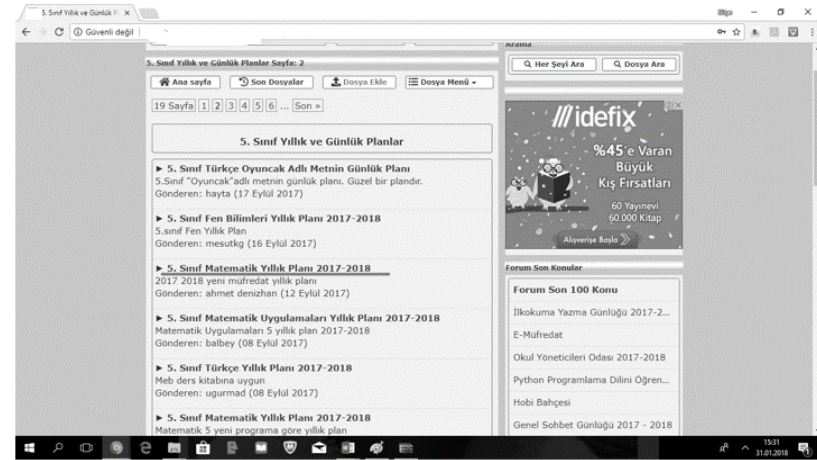 5. Sınıf Yıllık ve Günlük P
Bilge
Güvenli değil
Arama
5. Sınıf Yıllık ve Günlük Planlar Sayfa: 2
Her Şeyi Ara
Dosya Ara
Ana sayfa
Son Dosyalar
Dosya Ekle
Dosya Menü
19 Sayfa 1 2 3 4 5 6 ... Son »
5. Sınıf Yıllık ve Günlük Planlar
► 5. Sınıf Türkçe Oyuncak Adlı Metnin Günlük Planı
5.Sınıf "Oyuncak"adlı metnin günlük planı. Güzel bir plandır.
Gönderen: hayta (17 Eylül 2017)
► 5. Sınıf Fen Bilimleri Yıllık Planı 2017-2018
5.sınıf Fen Yıllık Plan
Gönderen: mesutkg (16 Eylül 2017)
► 5. Sınıf Matematik Yıllık Planı 2017-2018
2017 2018 yeni müfredat yıllık planı
Gönderen: ahmet denizhan (12 Eylül 2017)
► 5. Sınıf Matematik Uygulamaları Yıllık Planı 2017-2018
Matematik Uygulamaları 5 yıllık plan 2017-2018
Gönderen: balbey (08 Eylül 2017)
► 5. Sınıf Türkçe Yıllık Planı 2017-2018
Meb ders kitabına uygun
Gönderen: ugurmad (08 Eylül 2017)
► 5. Sınıf Matematik Yıllık Planı 2017-2018
Matematik 5 yeni programa göre yıllık plan
idefix
%45'e Varan
Büyük
Kış Fırsatları
60 Yayınevi
60.000 Kitap
Alışverişe Başla
Forum Son Konular
Forum Son 100 Konu
İlkokuma Yazma Günlüğü 2017-2...
E-Müfredat
Okul Yöneticileri Odası 2017-2018
Python Programlama Dilini Öğren...
Hobi Bahçesi
Genel Sohbet Günlüğü 2017 - 2018
15:31
31.01.2018